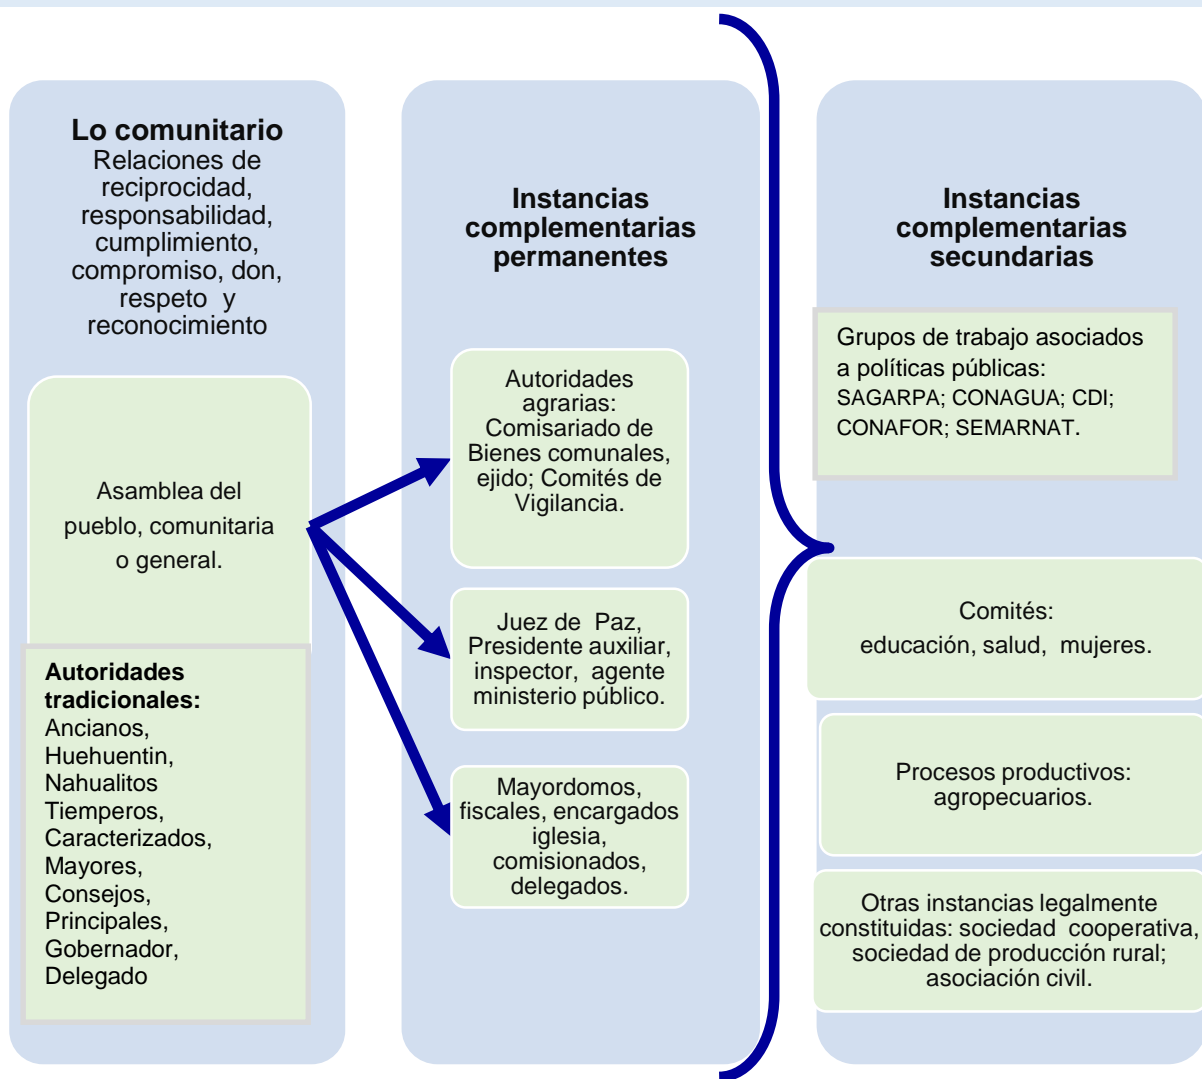 Lo comunitario
Relaciones de
reciprocidad,
responsabilidad,
cumplimiento,
compromiso, don,
respeto y
reconocimiento
Asamblea del
pueblo, comunitaria
o general.
Autoridades
tradicionales:
Ancianos,
Huehuentin,
Nahualitos
Tiemperos,
Caracterizados,
Mayores,
Consejos,
Principales,
Gobernador,
Delegado
Instancias
complementarias
permanentes
Autoridades
agrarias:
Comisariado de
Bienes comunales,
ejido; Comités de
Vigilancia.
Juez de Paz,
Presidente auxiliar,
inspector, agente
ministerio público.
Mayordomos,
fiscales, encargados
iglesia,
comisionados,
delegados.
Instancias
complementarias
secundarias
Grupos de trabajo asociados
a políticas públicas:
SAGARPA; CONAGUA; CDI;
CONAFOR; SEMARNAT.
Comités:
educación, salud, mujeres.
Procesos productivos:
agropecuarios.
Otras instancias legalmente
constituidas: sociedad cooperativa,
sociedad de producción rural;
asociación civil.